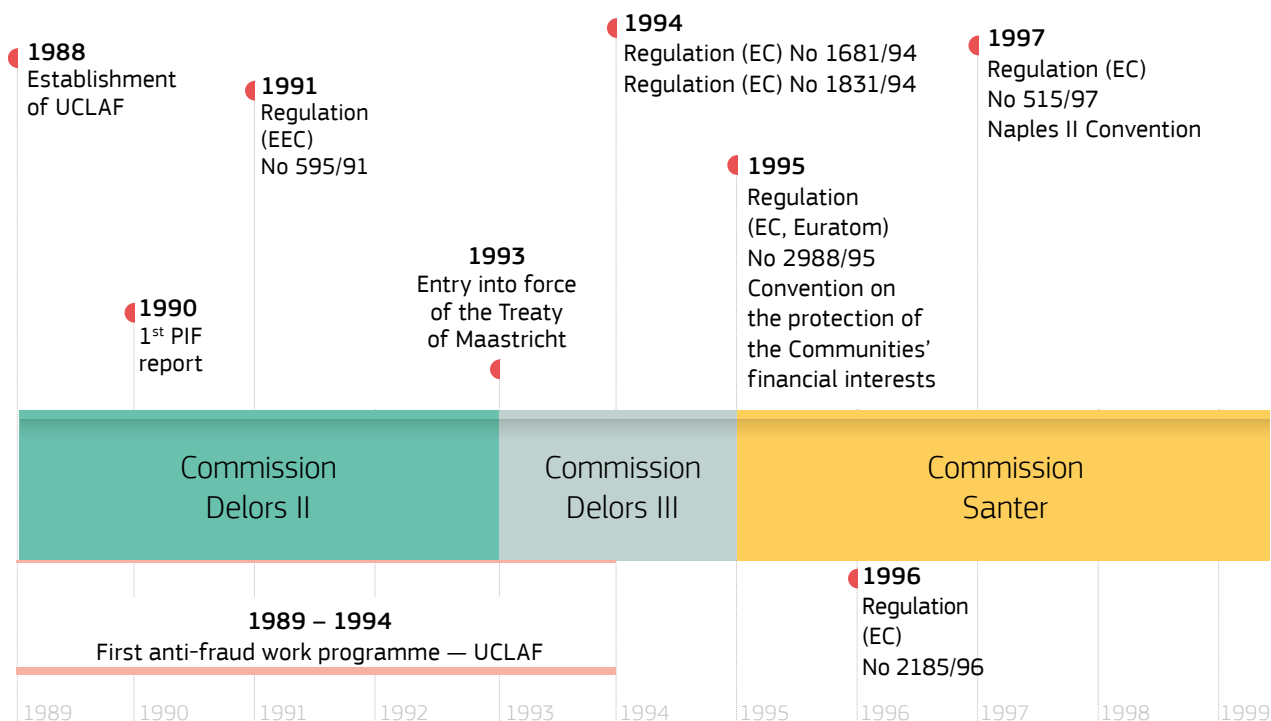 1988
Establishment
of UCLAF
1990
1st PIF
report
1991
Regulation
(EEC)
No 595/91
1993
Entry into force
of the Treaty
of Maastricht
1994
Regulation (EC) No 1681/94
Regulation (EC) No 1831/94
1995
Regulation
(EC, Euratom)
No 2988/95
Convention on
the protection of
the Communities’
financial interests
1997
Regulation (EC)
No 515/97
Naples II Convention
Commission
Delors II
Commission
Delors III
Commission
Santer
1989 – 1994
First anti-fraud work programme — UCLAF
1996
Regulation
(EC)
No 2185/96
1989
1990
1991
1992
1993
1994
1995
1996
1997
1998
1999